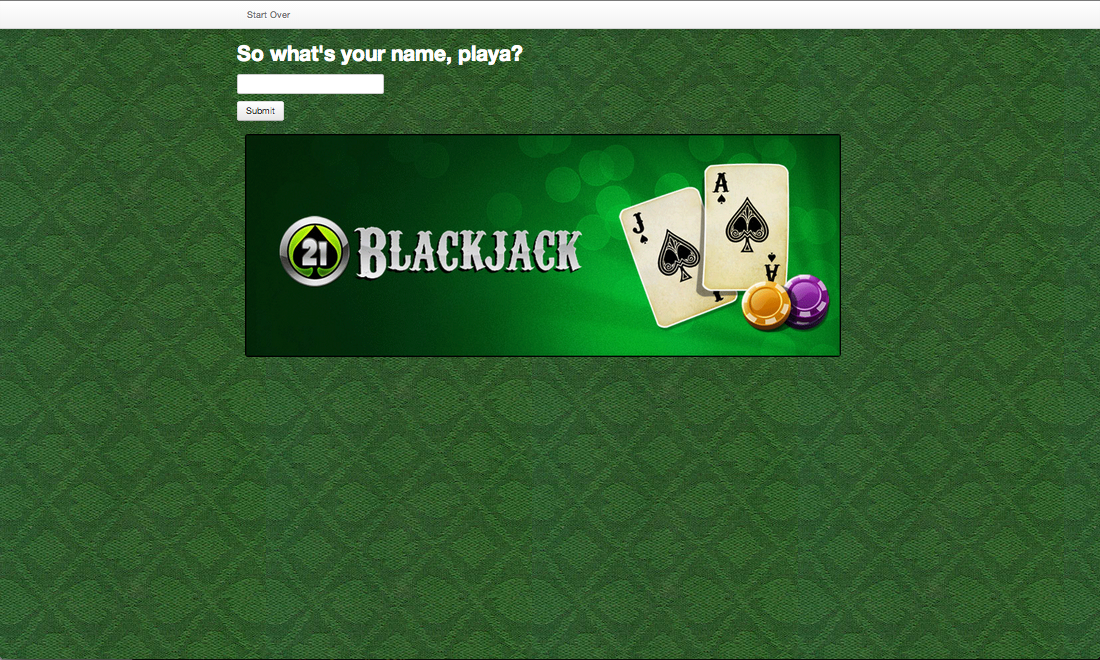 Start Over
So what's your name, playa?
Submit
21 BLACKJACK
J
A
A
J